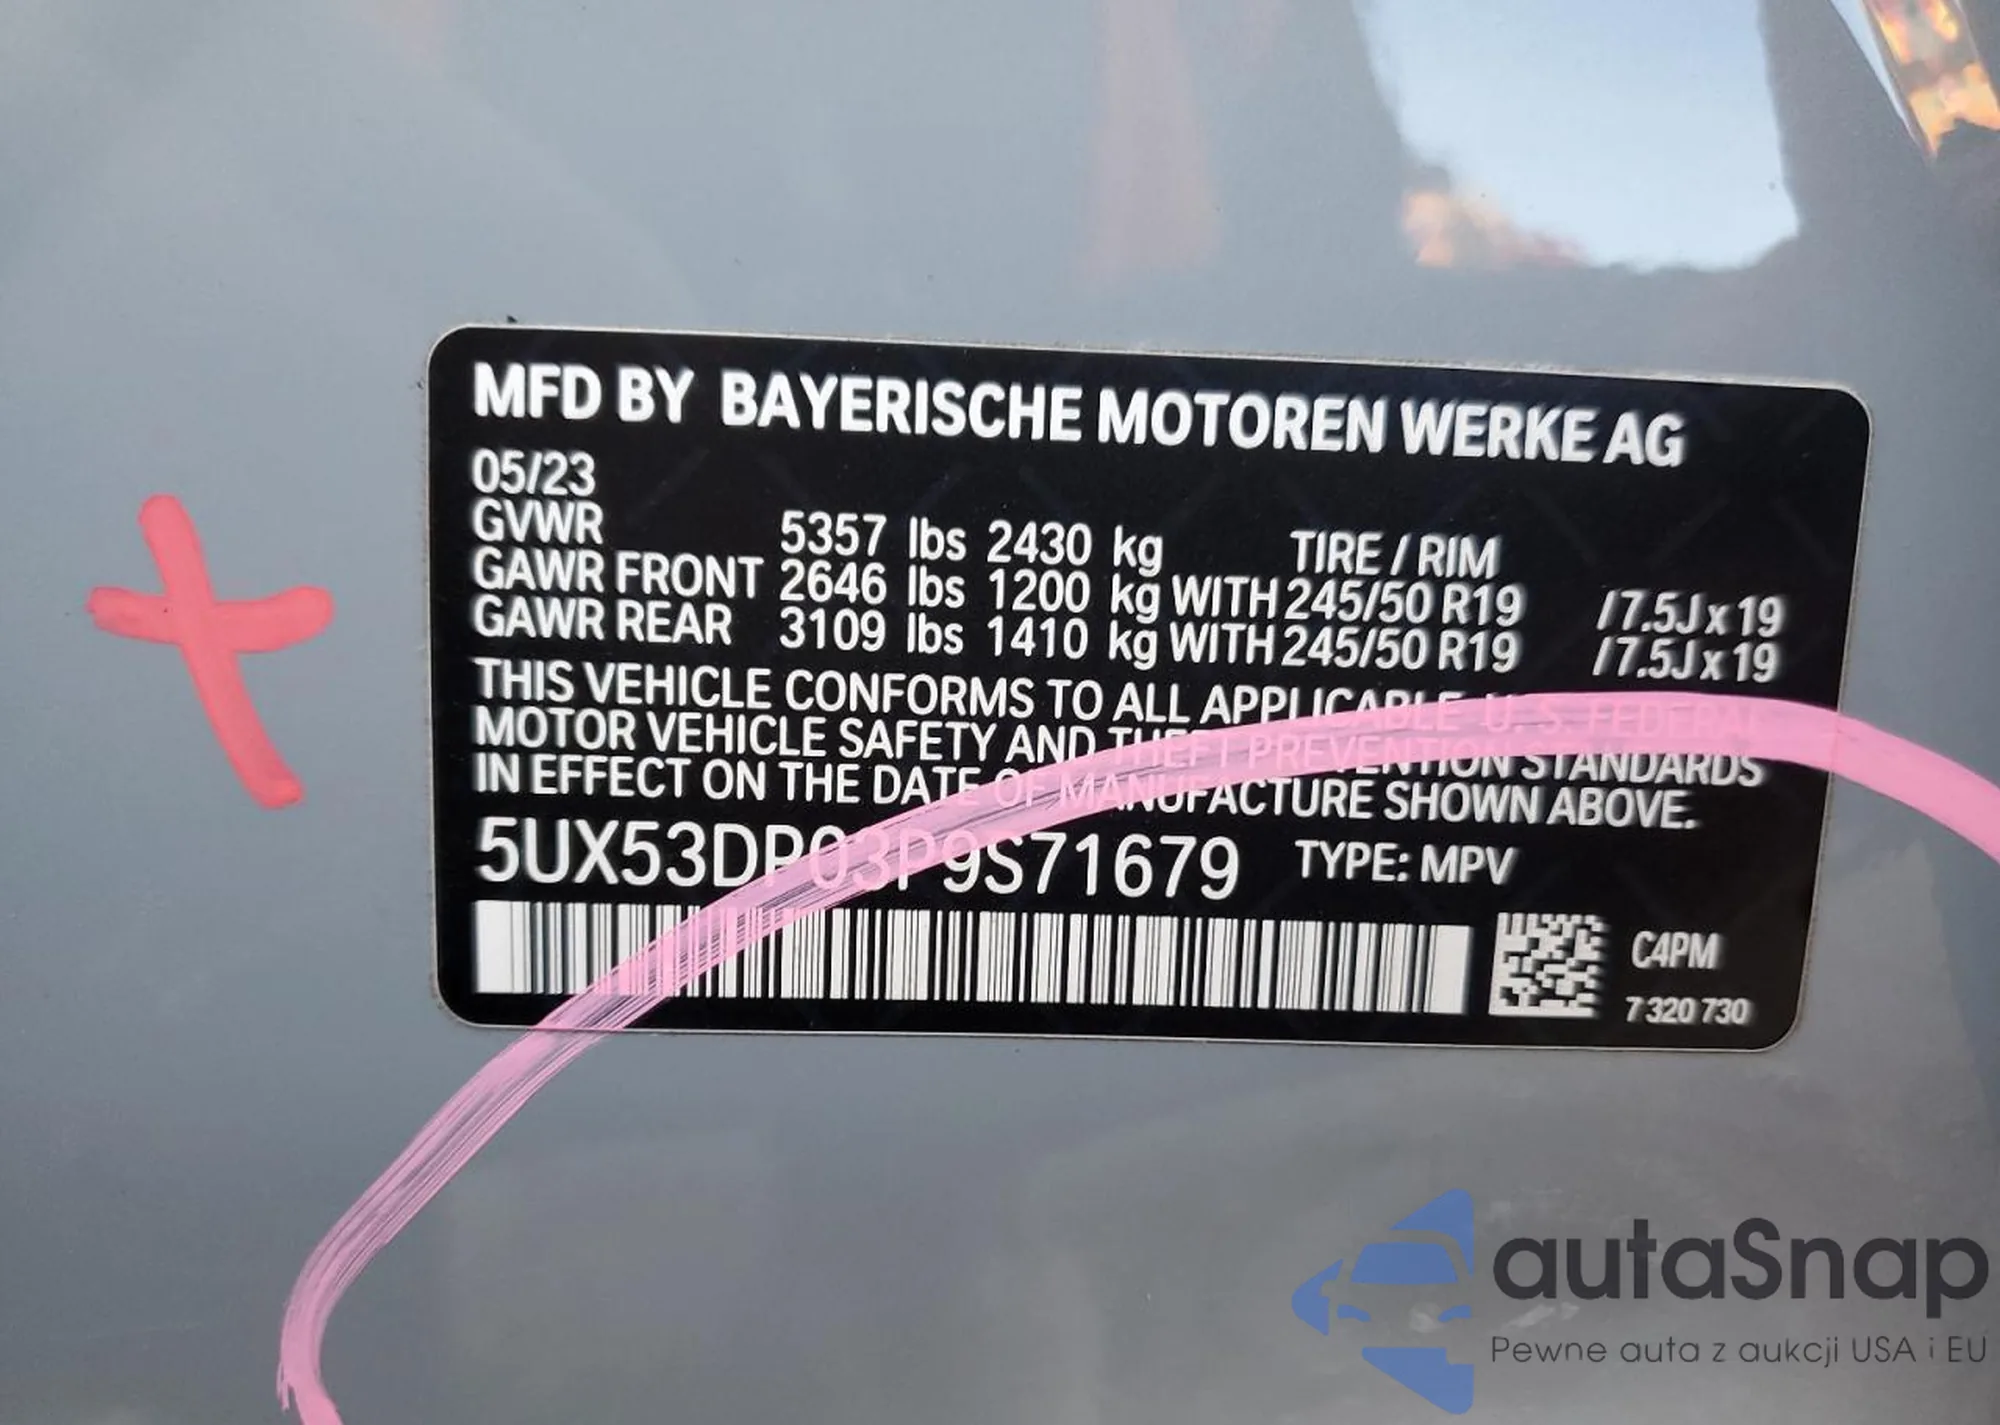 MFD BY BAYERISCHE MOTOREN WERKE AG
05/23
GVWR 5357 lbs 2430 kg TIRE / RIM
GAWR FRONT 2646 lbs 1200 kg WITH 245/50 R19 /7.5J x 19
GAWR REAR 3109 lbs 1410 kg WITH 245/50 R19 /7.5J x 19
THIS VEHICLE CONFORMS TO ALL APPLICABLE U. S. FEDERAL
MOTOR VEHICLE SAFETY AND THEFT PREVENTION STANDARDS
IN EFFECT ON THE DATE OF MANUFACTURE SHOWN ABOVE.
5UX53DP03P9S71679 TYPE: MPV
C4PM
7 320 730
autaSnap
Pewne auta z aukcji USA i EU